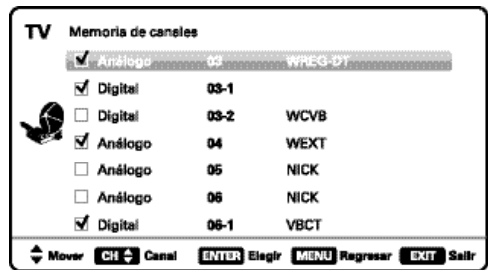 TV Memoria de canales
Análogo 03 WREG-DT
Digital 03-1
Digital 03-2 WCVB
Análogo 04 WEXT
Análogo 05 NICK
Análogo 06 NICK
Digital 06-1 VBCT
Mover CH Canal ENTER Elegir MENU Regresar EXIT Salir